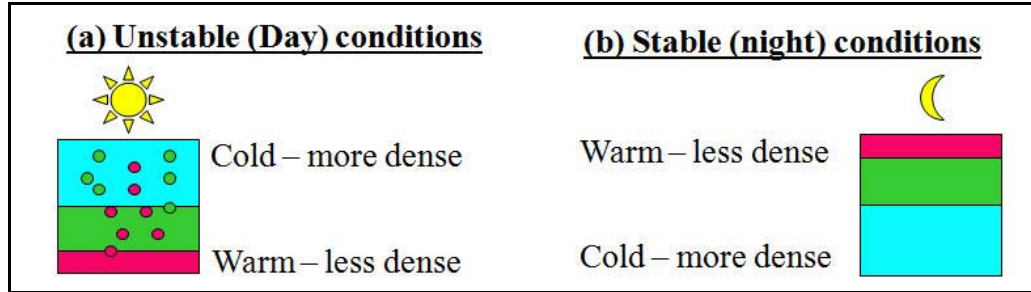 (a) Unstable (Day) conditions
Cold – more dense
Warm – less dense
(b) Stable (night) conditions
Warm – less dense
Cold – more dense